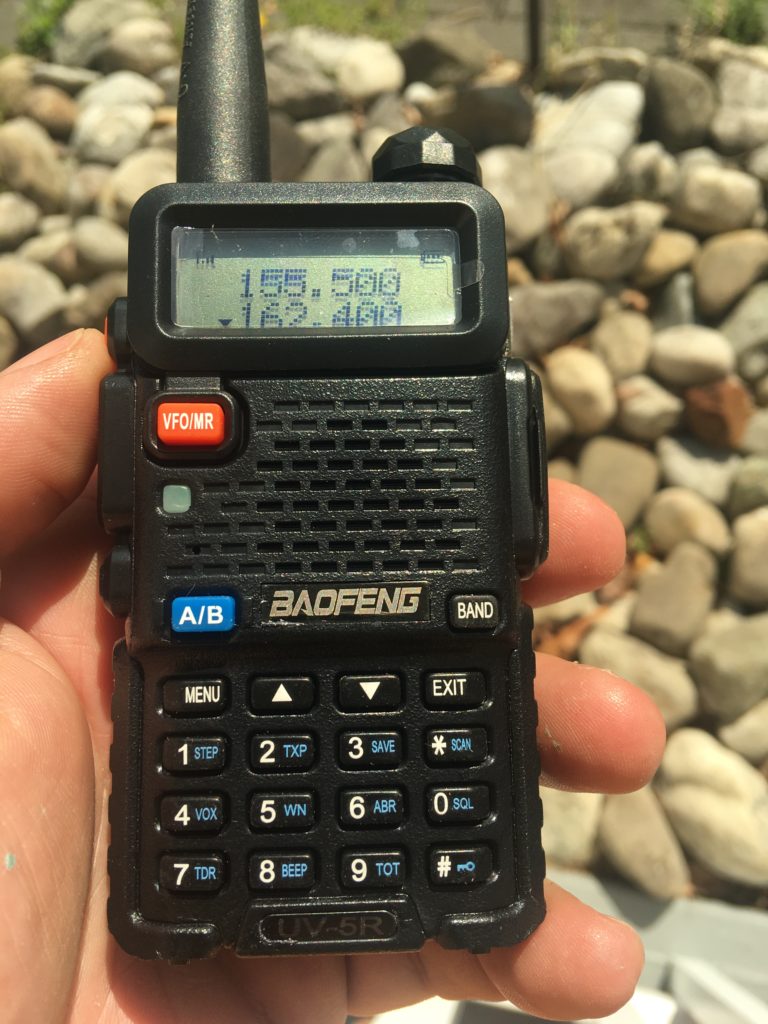 155.500
162.400
VFO/MR
A/B BAOFENG BAND
MENU ▲ ▼ EXIT
1 STEP 2 TXP 3 SAVE * SCAN
4 VOX 5 WN 6 ABR 0 SQL
7 TDR 8 BEEP 9 TOT #
UV-5R